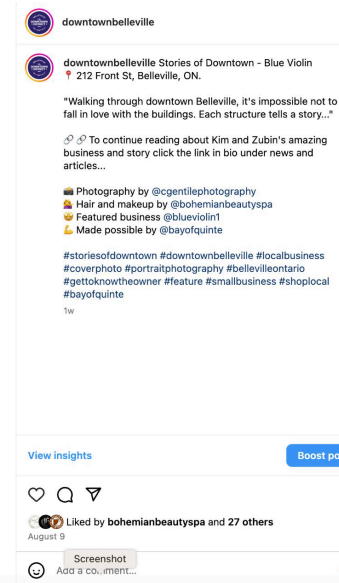 downtownbelleville
downtownbelleville Stories of Downtown - Blue Violin
📍 212 Front St, Belleville, ON.
"Walking through downtown Belleville, it's impossible not to
fall in love with the buildings. Each structure tells a story..."
🔗 🔗 To continue reading about Kim and Zubin's amazing
business and story click the link in bio under news and
articles...
📸 Photography by @cgentilephotography
💇‍♀️ Hair and makeup by @bohemianbeautyspa
🤩 Featured business @blueviolin1
💪 Made possible by @bayofquinte
#storiesofdowntown #downtownbelleville #localbusiness
#coverphoto #portraitphotography #bellevilleontario
#gettoknowtheowner #feature #smallbusiness #shoplocal
#bayofquinte
1w
View insights
Boost po
Liked by bohemianbeautyspa and 27 others
August 9
Screenshot
Add a comment...